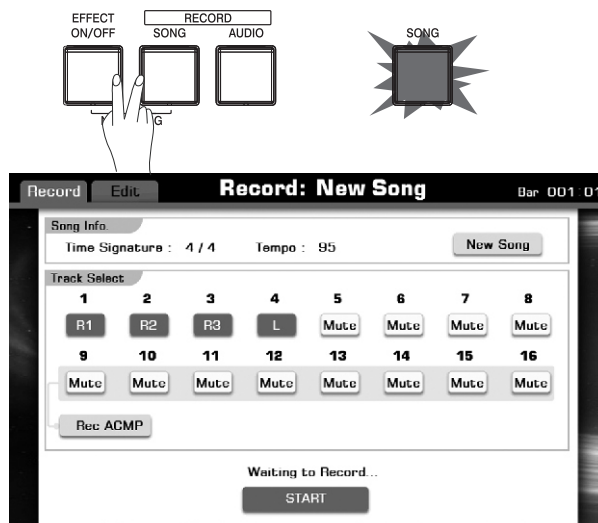 EFFECT ON/OFF
RECORD
SONG
AUDIO
SONG
Record
Edit
Record: New Song
Bar 001:01
Song Info.
Time Signature : 4 / 4
Tempo : 95
New Song
Track Select
1 2 3 4 5 6 7 8
R1 R2 R3 L Mute Mute Mute Mute
9 10 11 12 13 14 15 16
Mute Mute Mute Mute Mute Mute Mute Mute
Rec ACMP
Waiting to Record...
START